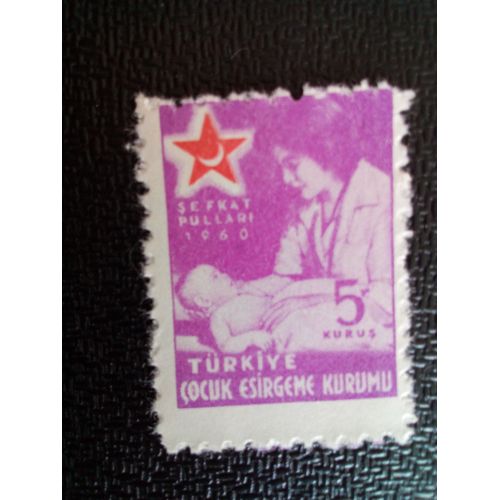 ŞEFKAT
PULLARI
1960
5
KURUŞ
TÜRKİYE
ÇOCUK ESİRGEME KURUMU